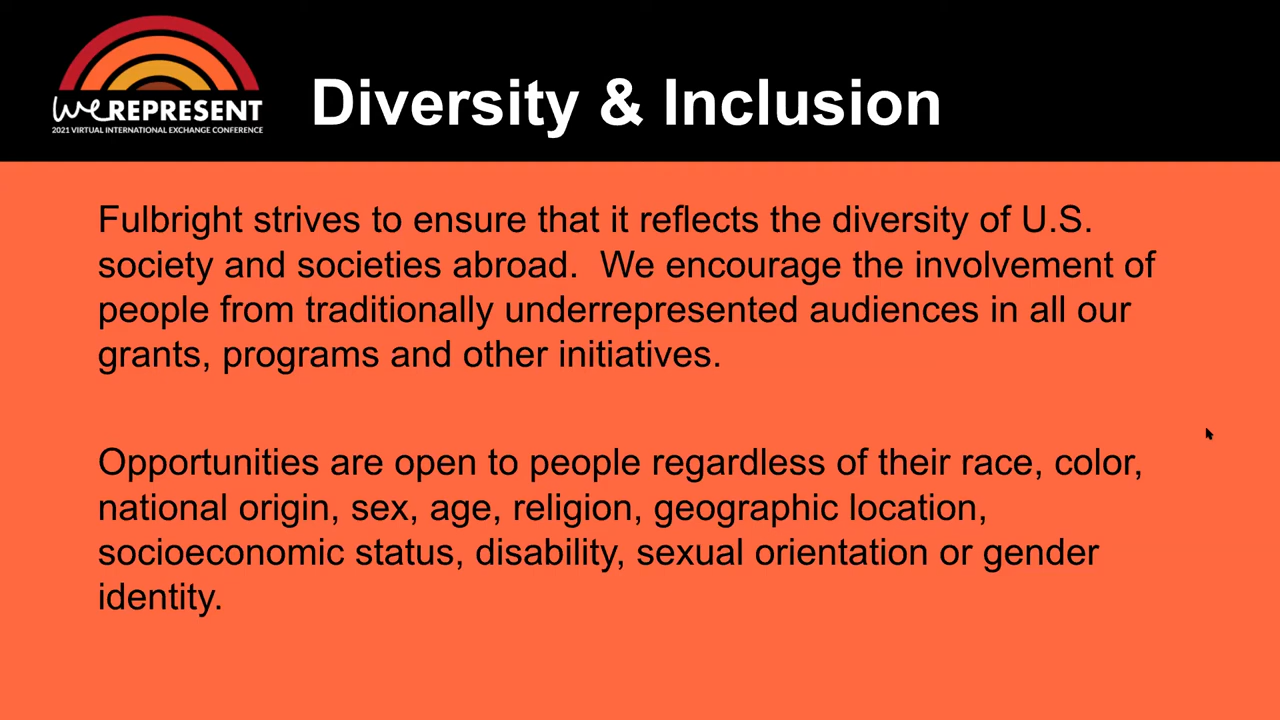 we REPRESENT
2021 VIRTUAL INTERNATIONAL EXCHANGE CONFERENCE
Diversity & Inclusion
Fulbright strives to ensure that it reflects the diversity of U.S.
society and societies abroad.  We encourage the involvement of
people from traditionally underrepresented audiences in all our
grants, programs and other initiatives.
Opportunities are open to people regardless of their race, color,
national origin, sex, age, religion, geographic location,
socioeconomic status, disability, sexual orientation or gender
identity.